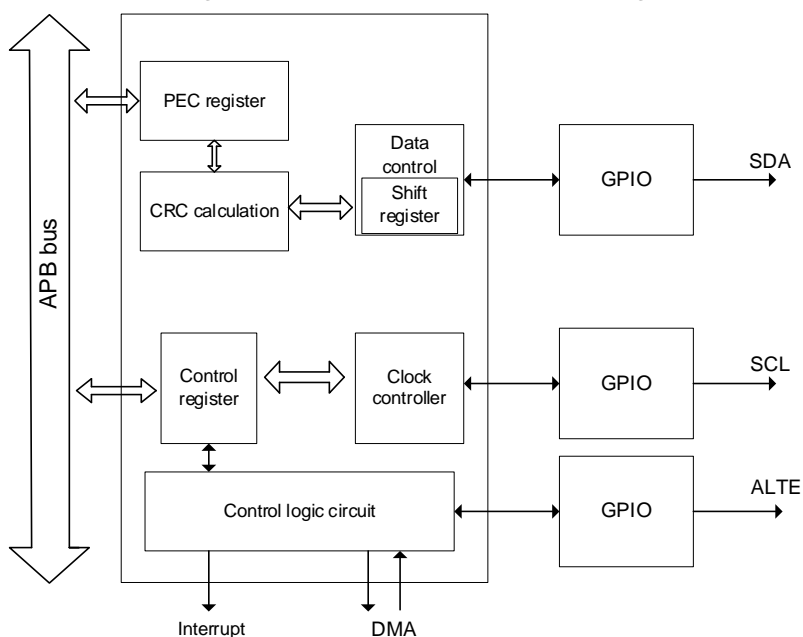 APB bus
PEC register
CRC calculation
Data
control
Shift
register
GPIO
SDA
Control
register
Clock
controller
GPIO
SCL
Control logic circuit
GPIO
ALTE
Interrupt
DMA